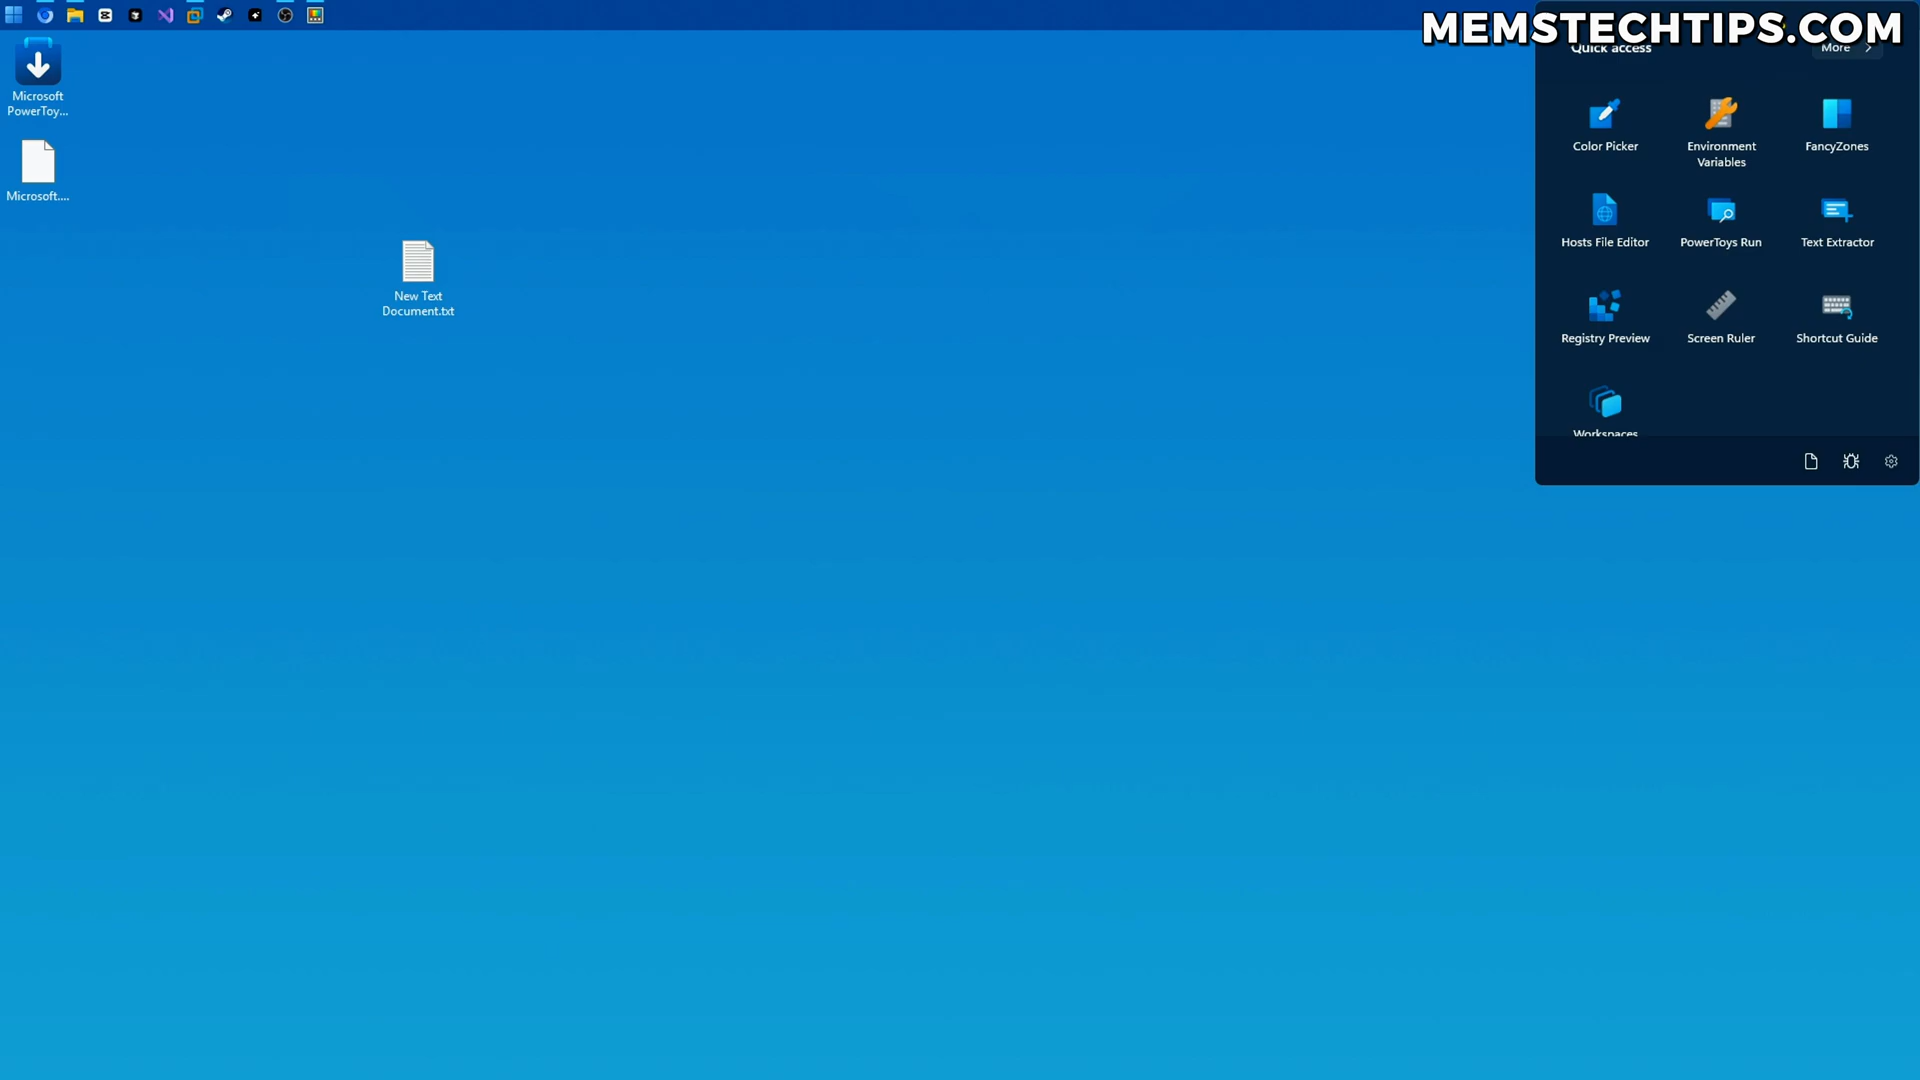 MEMSTECHTIPS.COM
Quick access
More
Microsoft
PowerToy...
Microsoft....
New Text
Document.txt
Color Picker
Environment
Variables
FancyZones
Hosts File Editor
PowerToys Run
Text Extractor
Registry Preview
Screen Ruler
Shortcut Guide
Workspaces